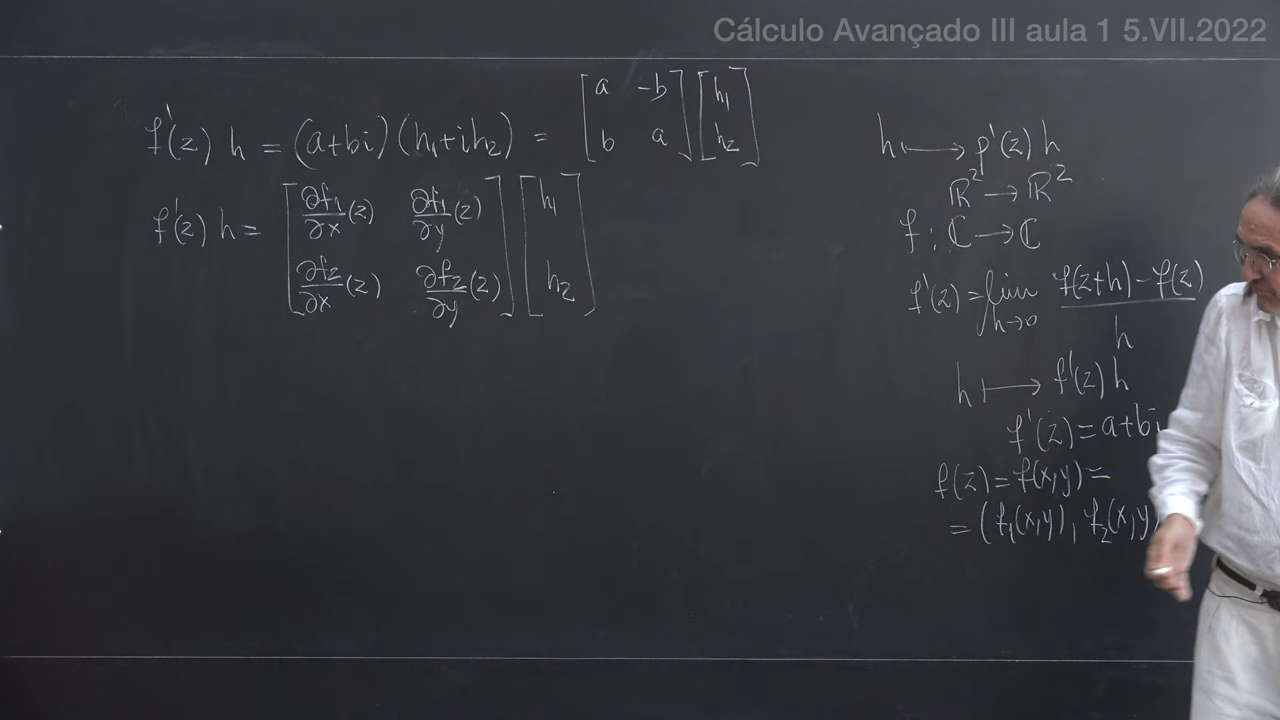 Cálculo Avançado III aula 1 5.VII.2022
f'(z) h = (a+bi)(h₁+ih₂) = [a -b; b a] [h₁; h₂]
f'(z) h = [∂f₁/∂x(z) ∂f₁/∂y(z); ∂f₂/∂x(z) ∂f₂/∂y(z)] [h₁; h₂]
h ⟼ f'(z) h
ℝ² → ℝ²
f : ℂ → ℂ
f'(z) = lim h→0 (f(z+h) - f(z))/h
h ⟼ f'(z) h
f'(z) = a+bi
f(z) = f(x,y) =
= (f₁(x,y), f₂(x,y)